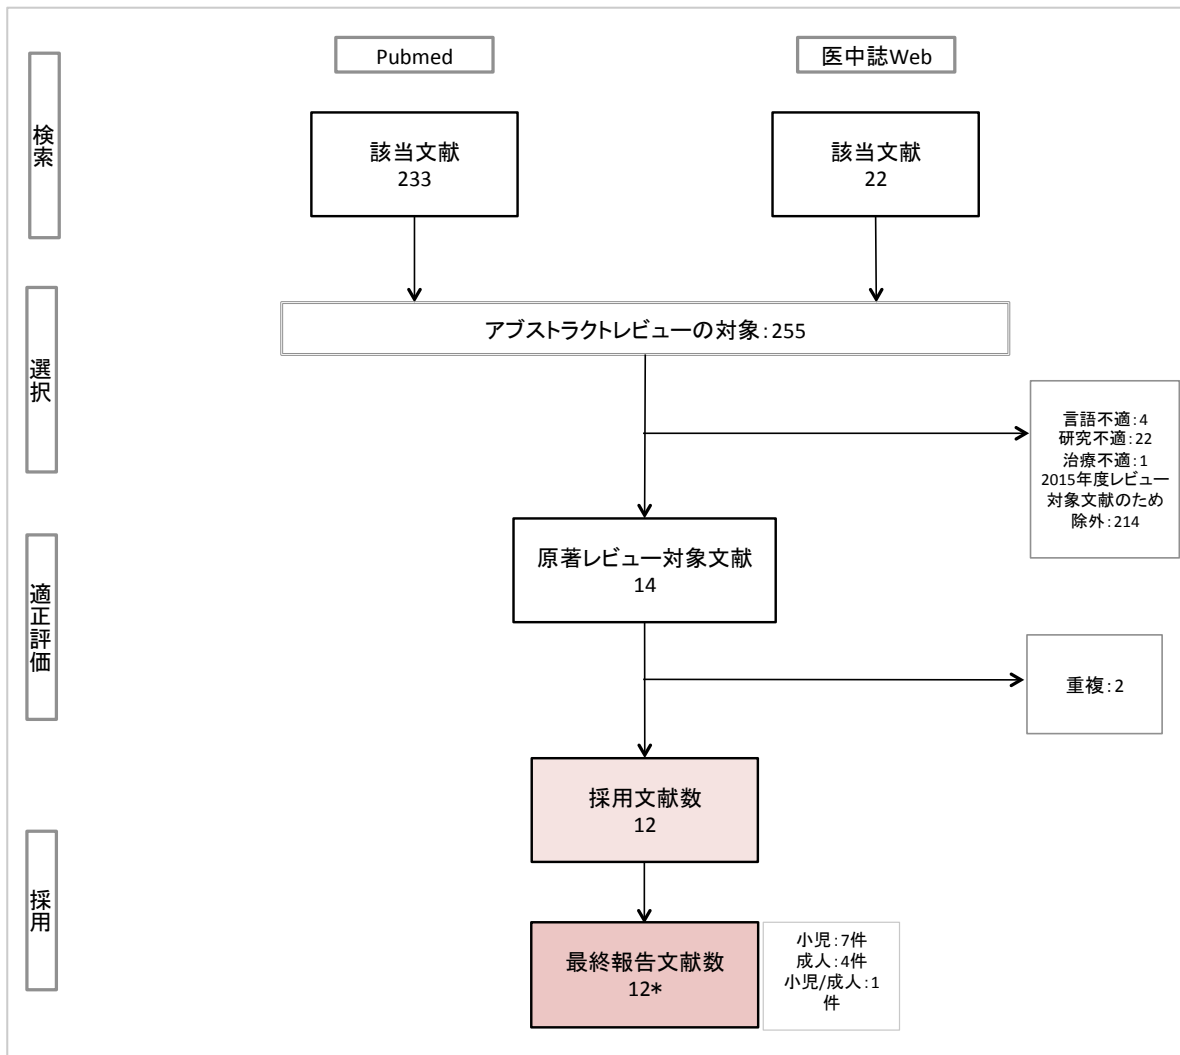 Pubmed
医中誌Web
検索
該当文献
233
該当文献
22
アブストラクトレビューの対象:255
選択
言語不適:4
研究不適:22
治療不適:1
2015年度レビュー
対象文献のため
除外:214
原著レビュー対象文献
14
適正評価
重複:2
採用文献数
12
採用
最終報告文献数
12*
小児:7件
成人:4件
小児/成人:1
件